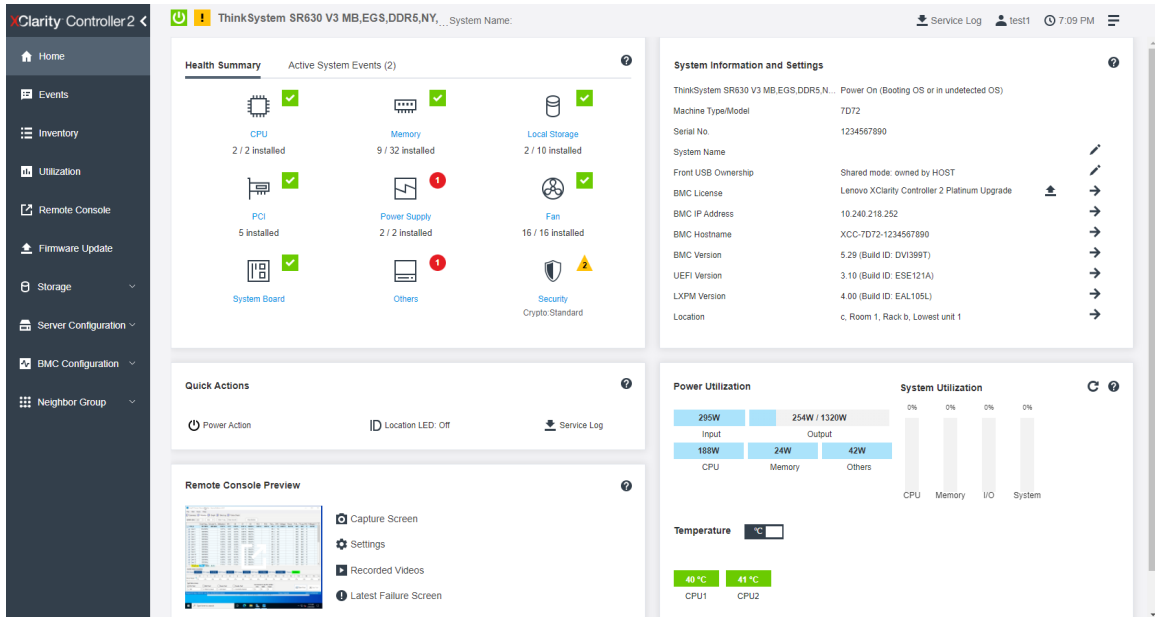 XClarity Controller 2
ThinkSystem SR630 V3 MB,EGS,DDR5,NY,... System Name:
Service Log
test1
7:09 PM
Home
Events
Inventory
Utilization
Remote Console
Firmware Update
Storage
Server Configuration
BMC Configuration
Neighbor Group
Health Summary
Active System Events (2)
CPU
2 / 2 installed
Memory
9 / 32 installed
Local Storage
2 / 10 installed
PCI
5 installed
1
Power Supply
2 / 2 installed
Fan
16 / 16 installed
System Board
1
Others
2
Security
Crypto:Standard
System Information and Settings
ThinkSystem SR630 V3 MB,EGS,DDR5,N... Power On (Booting OS or in undetected OS)
Machine Type/Model 7D72
Serial No. 1234567890
System Name
Front USB Ownership Shared mode: owned by HOST
BMC License Lenovo XClarity Controller 2 Platinum Upgrade
BMC IP Address 10.240.218.252
BMC Hostname XCC-7D72-1234567890
BMC Version 5.29 (Build ID: DVI399T)
UEFI Version 3.10 (Build ID: ESE121A)
LXPM Version 4.00 (Build ID: EAL105L)
Location c, Room 1, Rack b, Lowest unit 1
Quick Actions
Power Action
Location LED: Off
Service Log
Remote Console Preview
Capture Screen
Settings
Recorded Videos
Latest Failure Screen
Power Utilization
295W
Input
254W / 1320W
Output
188W
CPU
24W
Memory
42W
Others
System Utilization
0% 0% 0% 0%
CPU Memory I/O System
Temperature
°C
40 °C 41 °C
CPU1 CPU2